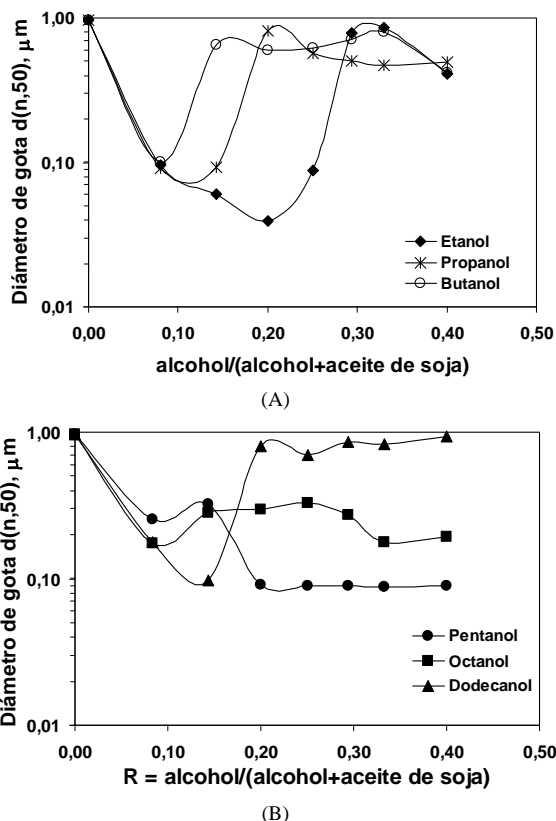 Diámetro de gota d(n,50), μm
1,00
0,10
0,01
Etanol
Propanol
Butanol
0,00 0,10 0,20 0,30 0,40 0,50
alcohol/(alcohol+aceite de soja)
(A)
Diámetro de gota d(n,50), μm
1,00
0,10
0,01
Pentanol
Octanol
Dodecanol
0,00 0,10 0,20 0,30 0,40 0,50
R = alcohol/(alcohol+aceite de soja)
(B)